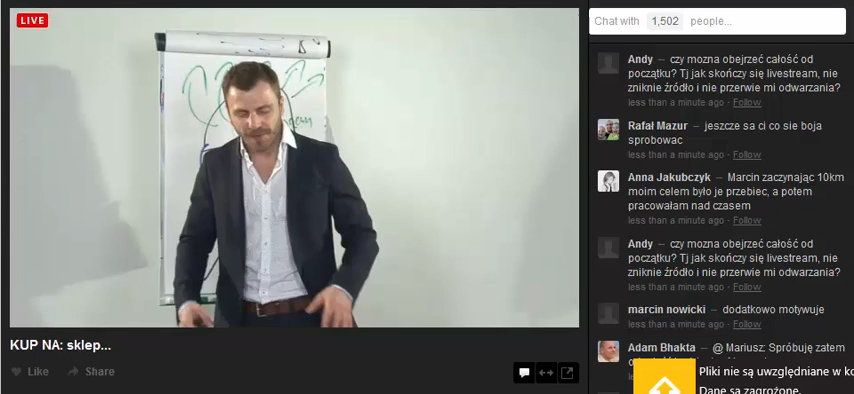 LIVE
KUP NA: sklep...
Like Share
Chat with 1,502 people...
Andy – czy mozna obejrzeć całość od
początku? Tj jak skończy się livestream, nie
zniknie źródło i nie przerwie mi odwarzania?
less than a minute ago · Follow
Rafał Mazur – jeszcze sa ci co sie boja
sprobowac
less than a minute ago · Follow
Anna Jakubczyk – Marcin zaczynając 10km
moim celem było je przebiec, a potem
pracowałam nad czasem
less than a minute ago · Follow
Andy – czy mozna obejrzeć całość od
początku? Tj jak skończy się livestream, nie
zniknie źródło i nie przerwie mi odwarzania?
less than a minute ago · Follow
marcin nowicki – dodatkowo motywuje
less than a minute ago · Follow
Adam Bhakta – @ Mariusz: Spróbuję zatem
Pliki nie są uwzględniane w ko
Dane są zagrożone.